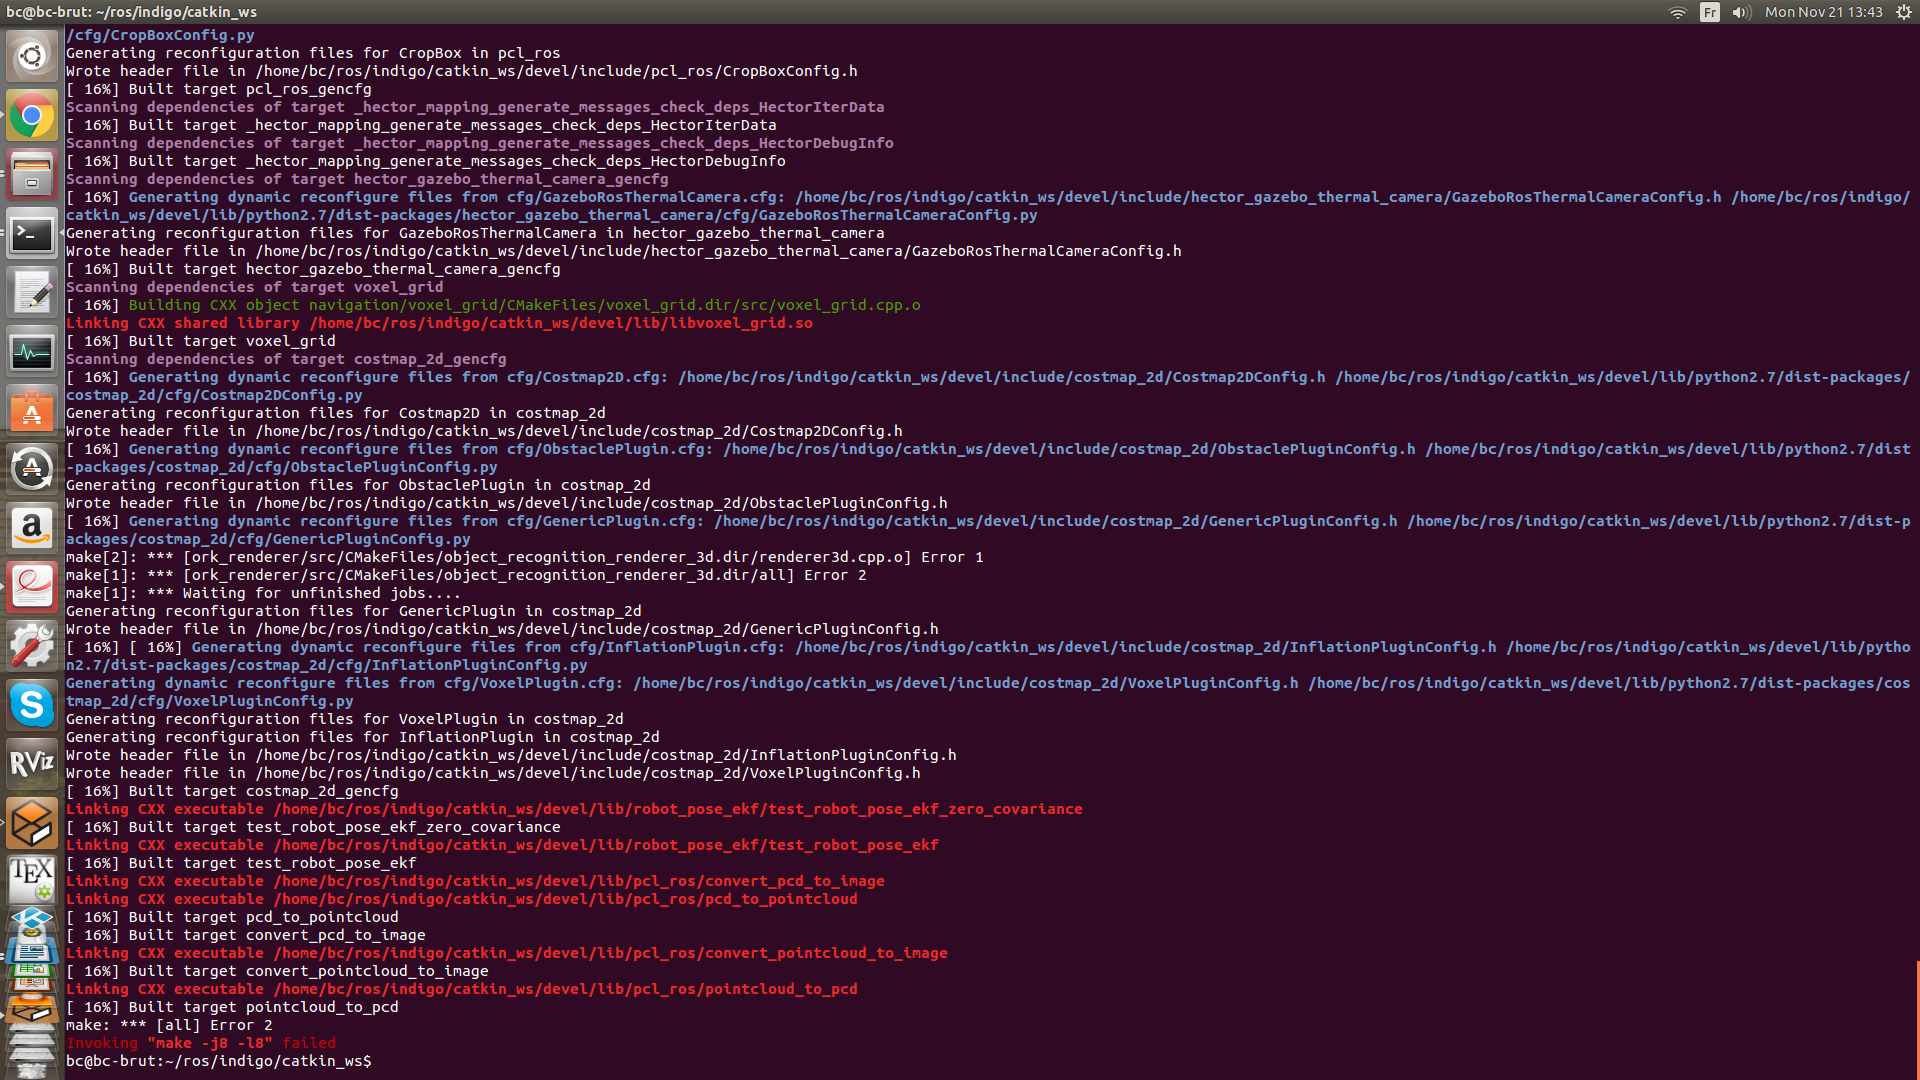 bc@bc-brut: ~/ros/indigo/catkin_ws
Fr
Mon Nov 21 13:43
/cfg/CropBoxConfig.py
Generating reconfiguration files for CropBox in pcl_ros
Wrote header file in /home/bc/ros/indigo/catkin_ws/devel/include/pcl_ros/CropBoxConfig.h
[ 16%] Built target pcl_ros_gencfg
Scanning dependencies of target _hector_mapping_generate_messages_check_deps_HectorIterData
[ 16%] Built target _hector_mapping_generate_messages_check_deps_HectorIterData
Scanning dependencies of target _hector_mapping_generate_messages_check_deps_HectorDebugInfo
[ 16%] Built target _hector_mapping_generate_messages_check_deps_HectorDebugInfo
Scanning dependencies of target hector_gazebo_thermal_camera_gencfg
[ 16%] Generating dynamic reconfigure files from cfg/GazeboRosThermalCamera.cfg: /home/bc/ros/indigo/catkin_ws/devel/include/hector_gazebo_thermal_camera/GazeboRosThermalCameraConfig.h /home/bc/ros/indigo/
catkin_ws/devel/lib/python2.7/dist-packages/hector_gazebo_thermal_camera/cfg/GazeboRosThermalCameraConfig.py
Generating reconfiguration files for GazeboRosThermalCamera in hector_gazebo_thermal_camera
Wrote header file in /home/bc/ros/indigo/catkin_ws/devel/include/hector_gazebo_thermal_camera/GazeboRosThermalCameraConfig.h
[ 16%] Built target hector_gazebo_thermal_camera_gencfg
Scanning dependencies of target voxel_grid
[ 16%] Building CXX object navigation/voxel_grid/CMakeFiles/voxel_grid.dir/src/voxel_grid.cpp.o
Linking CXX shared library /home/bc/ros/indigo/catkin_ws/devel/lib/libvoxel_grid.so
[ 16%] Built target voxel_grid
Scanning dependencies of target costmap_2d_gencfg
[ 16%] Generating dynamic reconfigure files from cfg/Costmap2D.cfg: /home/bc/ros/indigo/catkin_ws/devel/include/costmap_2d/Costmap2DConfig.h /home/bc/ros/indigo/catkin_ws/devel/lib/python2.7/dist-packages/
costmap_2d/cfg/Costmap2DConfig.py
Generating reconfiguration files for Costmap2D in costmap_2d
Wrote header file in /home/bc/ros/indigo/catkin_ws/devel/include/costmap_2d/Costmap2DConfig.h
[ 16%] Generating dynamic reconfigure files from cfg/ObstaclePlugin.cfg: /home/bc/ros/indigo/catkin_ws/devel/include/costmap_2d/ObstaclePluginConfig.h /home/bc/ros/indigo/catkin_ws/devel/lib/python2.7/dist
-packages/costmap_2d/cfg/ObstaclePluginConfig.py
Generating reconfiguration files for ObstaclePlugin in costmap_2d
Wrote header file in /home/bc/ros/indigo/catkin_ws/devel/include/costmap_2d/ObstaclePluginConfig.h
[ 16%] Generating dynamic reconfigure files from cfg/GenericPlugin.cfg: /home/bc/ros/indigo/catkin_ws/devel/include/costmap_2d/GenericPluginConfig.h /home/bc/ros/indigo/catkin_ws/devel/lib/python2.7/dist-p
ackages/costmap_2d/cfg/GenericPluginConfig.py
make[2]: *** [ork_renderer/src/CMakeFiles/object_recognition_renderer_3d.dir/renderer3d.cpp.o] Error 1
make[1]: *** [ork_renderer/src/CMakeFiles/object_recognition_renderer_3d.dir/all] Error 2
make[1]: *** Waiting for unfinished jobs....
Generating reconfiguration files for GenericPlugin in costmap_2d
Wrote header file in /home/bc/ros/indigo/catkin_ws/devel/include/costmap_2d/GenericPluginConfig.h
[ 16%] [ 16%] Generating dynamic reconfigure files from cfg/InflationPlugin.cfg: /home/bc/ros/indigo/catkin_ws/devel/include/costmap_2d/InflationPluginConfig.h /home/bc/ros/indigo/catkin_ws/devel/lib/pytho
n2.7/dist-packages/costmap_2d/cfg/InflationPluginConfig.py
Generating dynamic reconfigure files from cfg/VoxelPlugin.cfg: /home/bc/ros/indigo/catkin_ws/devel/include/costmap_2d/VoxelPluginConfig.h /home/bc/ros/indigo/catkin_ws/devel/lib/python2.7/dist-packages/cos
tmap_2d/cfg/VoxelPluginConfig.py
Generating reconfiguration files for VoxelPlugin in costmap_2d
Generating reconfiguration files for InflationPlugin in costmap_2d
Wrote header file in /home/bc/ros/indigo/catkin_ws/devel/include/costmap_2d/InflationPluginConfig.h
Wrote header file in /home/bc/ros/indigo/catkin_ws/devel/include/costmap_2d/VoxelPluginConfig.h
[ 16%] Built target costmap_2d_gencfg
Linking CXX executable /home/bc/ros/indigo/catkin_ws/devel/lib/robot_pose_ekf/test_robot_pose_ekf_zero_covariance
[ 16%] Built target test_robot_pose_ekf_zero_covariance
Linking CXX executable /home/bc/ros/indigo/catkin_ws/devel/lib/robot_pose_ekf/test_robot_pose_ekf
[ 16%] Built target test_robot_pose_ekf
Linking CXX executable /home/bc/ros/indigo/catkin_ws/devel/lib/pcl_ros/convert_pcd_to_image
Linking CXX executable /home/bc/ros/indigo/catkin_ws/devel/lib/pcl_ros/pcd_to_pointcloud
[ 16%] Built target pcd_to_pointcloud
[ 16%] Built target convert_pcd_to_image
Linking CXX executable /home/bc/ros/indigo/catkin_ws/devel/lib/pcl_ros/convert_pointcloud_to_image
[ 16%] Built target convert_pointcloud_to_image
Linking CXX executable /home/bc/ros/indigo/catkin_ws/devel/lib/pcl_ros/pointcloud_to_pcd
[ 16%] Built target pointcloud_to_pcd
make: *** [all] Error 2
Invoking "make -j8 -l8" failed
bc@bc-brut:~/ros/indigo/catkin_ws$
a
S
RViz
TEX